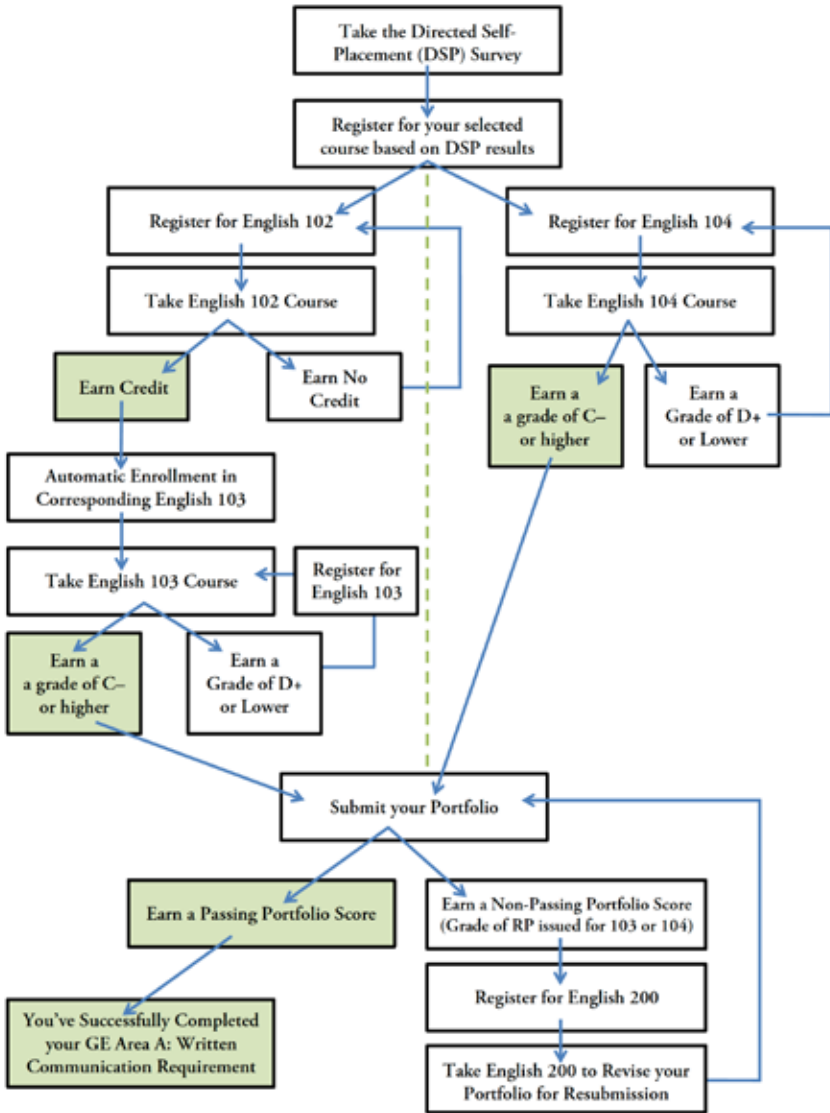 Take the Directed Self-
Placement (DSP) Survey
Register for your selected
course based on DSP results
Register for English 102
Register for English 104
Take English 102 Course
Take English 104 Course
Earn Credit
Earn No
Credit
Earn a
a grade of C–
or higher
Earn a
Grade of D+
or Lower
Automatic Enrollment in
Corresponding English 103
Take English 103 Course
Register for
English 103
Earn a
a grade of C–
or higher
Earn a
Grade of D+
or Lower
Submit your Portfolio
Earn a Passing Portfolio Score
Earn a Non-Passing Portfolio Score
(Grade of RP issued for 103 or 104)
Register for English 200
You've Successfully Completed
your GE Area A: Written
Communication Requirement
Take English 200 to Revise your
Portfolio for Resubmission